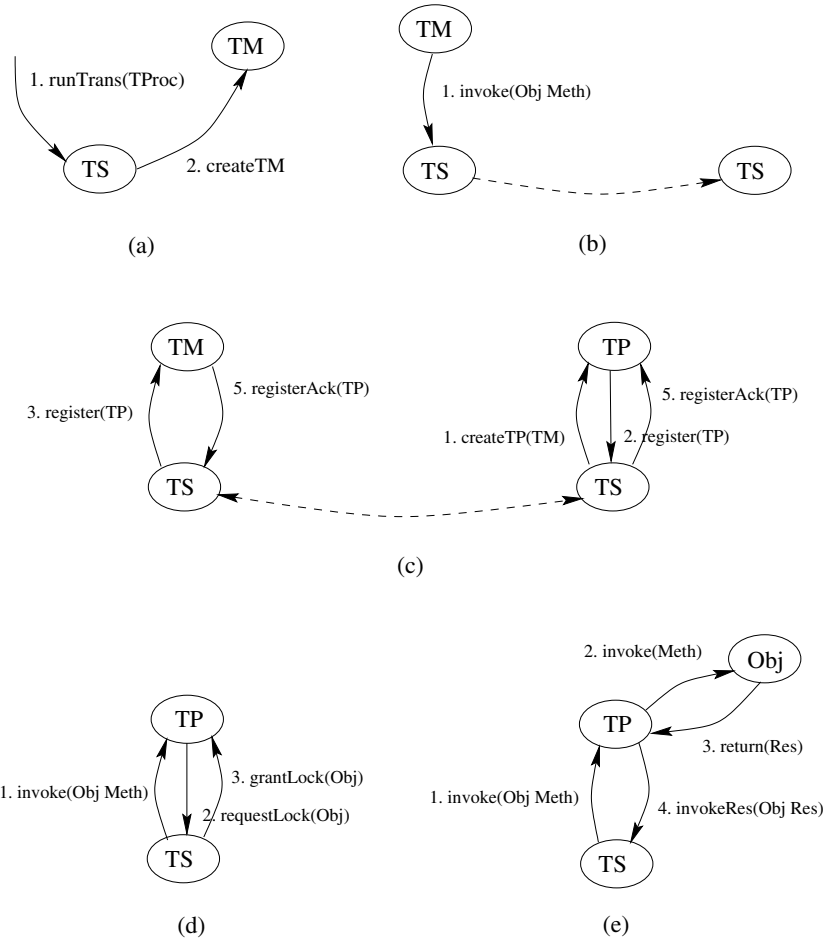 TM
1. runTrans(TProc)
TS
2. createTM
(a)
TM
1. invoke(Obj Meth)
TS
TS
(b)
TM
3. register(TP)
5. registerAck(TP)
TS
TP
5. registerAck(TP)
1. createTP(TM)
2. register(TP)
TS
(c)
TP
1. invoke(Obj Meth)
3. grantLock(Obj)
2. requestLock(Obj)
TS
(d)
2. invoke(Meth)
Obj
TP
3. return(Res)
1. invoke(Obj Meth)
4. invokeRes(Obj Res)
TS
(e)